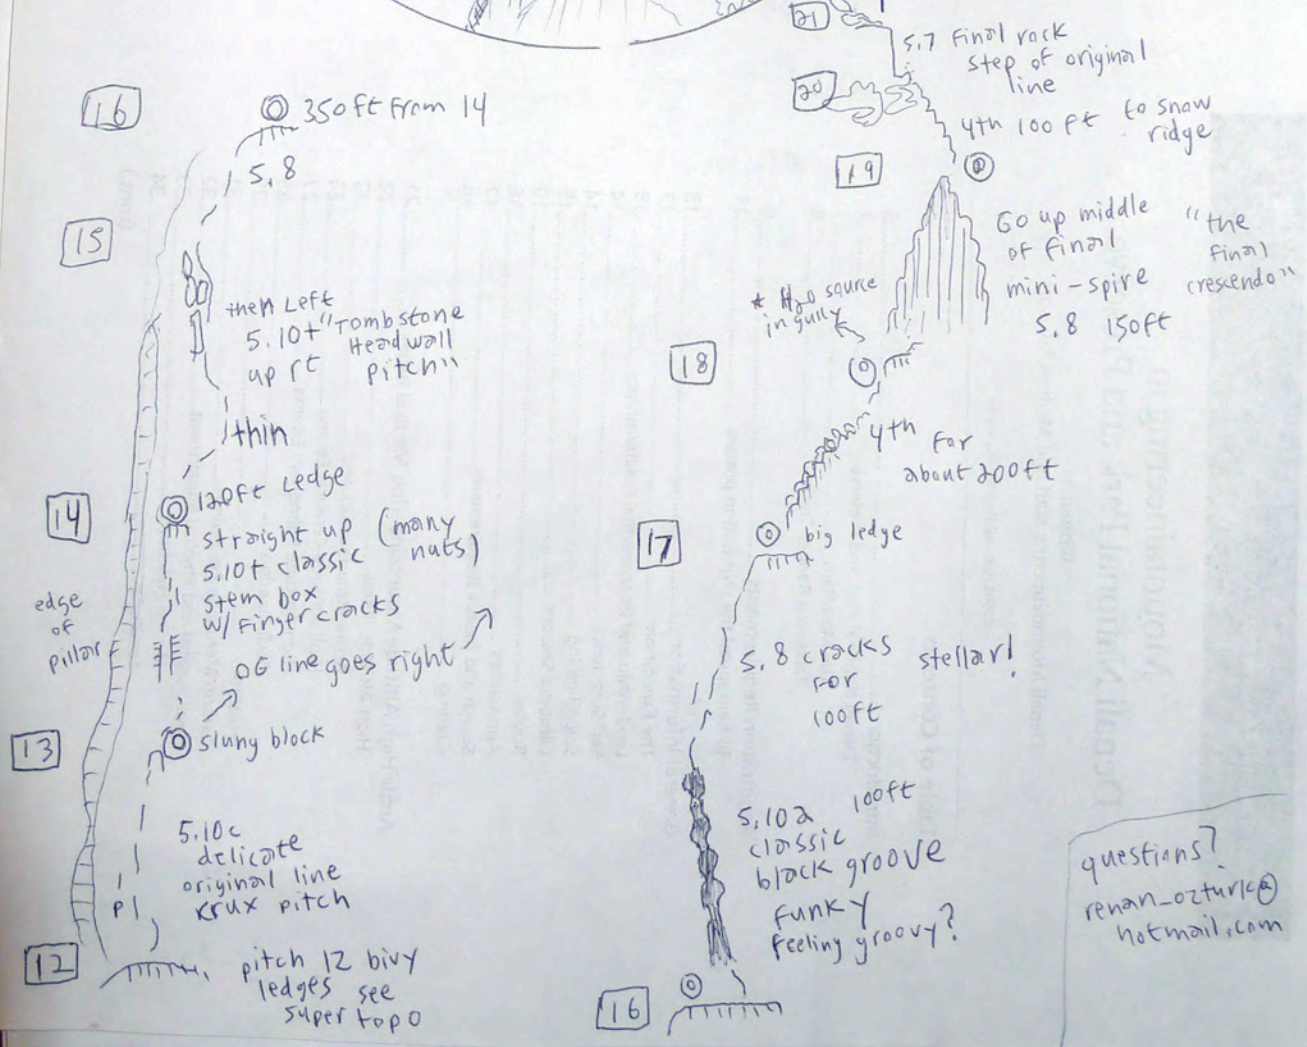 16
350ft from 14
5.8
15
then Left
5.10+ "Tombstone
Headwall
up rt pitch"
thin
14
120ft Ledge
straight up (many
nuts)
5.10+ classic
stem box
w/ Finger cracks
edge
of
pillar
OG line goes right
13
slung block
5.10c
delicate
original line
krux pitch
P1
12
pitch 12 bivy
ledges see
supertopo
21
5.7 Final rock
step of original
line
20
4th 100ft to snow
ridge
19
Go up middle
of final
mini-spire
5.8 150ft
"the
final
crescendo"
* H2O source
in gully
18
4th for
about 200ft
17
big ledge
5.8 cracks
for
100ft
stellar!
5.10a 100ft
classic
black groove
funky
feeling groovy?
16
questions?
renan_ozturk@
hotmail.com